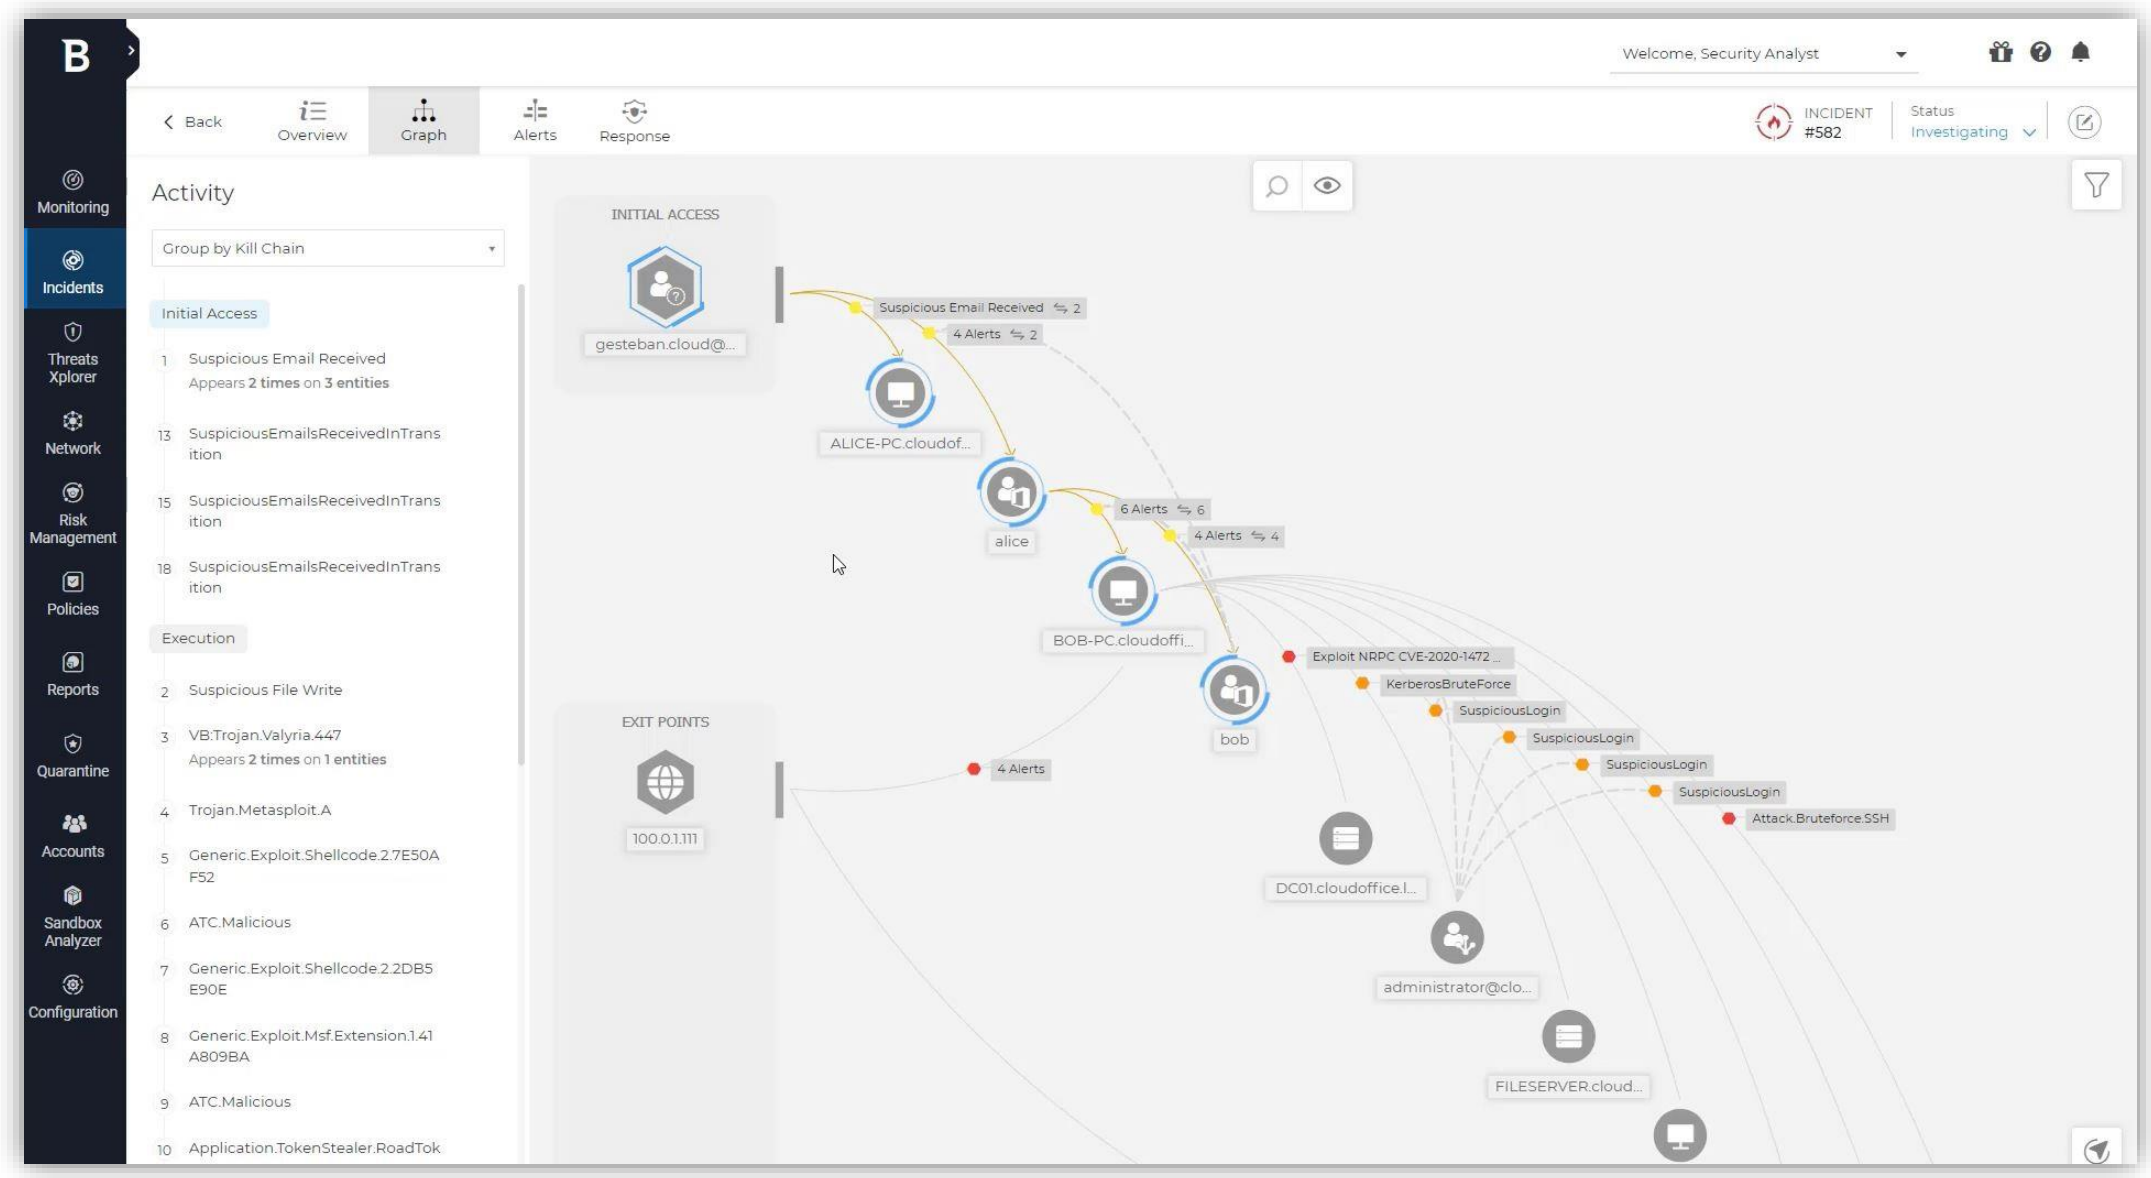 B
Welcome, Security Analyst
Back
Overview
Graph
Alerts
Response
INCIDENT
#582
Status
Investigating
Monitoring
Incidents
Threats
Xplorer
Network
Risk
Management
Policies
Reports
Quarantine
Accounts
Sandbox
Analyzer
Configuration
Activity
Group by Kill Chain
Initial Access
1 Suspicious Email Received
Appears 2 times on 3 entities
13 SuspiciousEmailsReceivedInTrans
ition
15 SuspiciousEmailsReceivedInTrans
ition
18 SuspiciousEmailsReceivedInTrans
ition
Execution
2 Suspicious File Write
3 VB:Trojan.Valyria.447
Appears 2 times on 1 entities
4 Trojan.Metasploit.A
5 Generic.Exploit.Shellcode.2.7E50A
F52
6 ATC.Malicious
7 Generic.Exploit.Shellcode.2.2DB5
E90E
8 Generic.Exploit.Msf.Extension.1.41
A809BA
9 ATC.Malicious
10 Application.TokenStealer.RoadTok
INITIAL ACCESS
gesteban.cloud@...
Suspicious Email Received 2
4 Alerts 2
ALICE-PC.cloudof...
alice
6 Alerts 6
4 Alerts 4
BOB-PC.cloudoffi...
bob
Exploit NRPC CVE-2020-1472 ...
KerberosBruteForce
SuspiciousLogin
SuspiciousLogin
SuspiciousLogin
SuspiciousLogin
Attack.Bruteforce.SSH
EXIT POINTS
4 Alerts
100.0.1.111
DC01.cloudoffice.l...
administrator@clo...
FILESERVER.cloud...